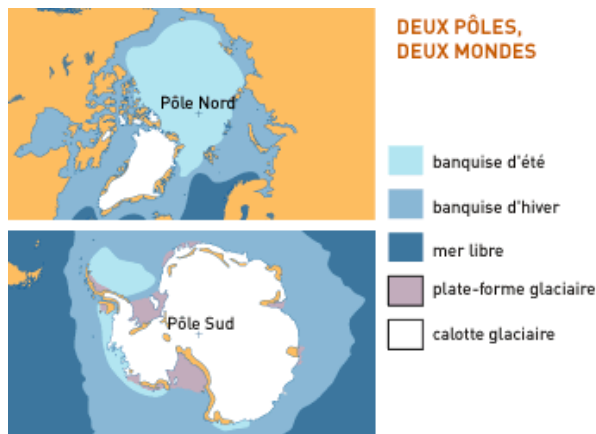 DEUX PÔLES,
DEUX MONDES
Pôle Nord
banquise d'été
banquise d'hiver
mer libre
plate-forme glaciaire
calotte glaciaire
Pôle Sud